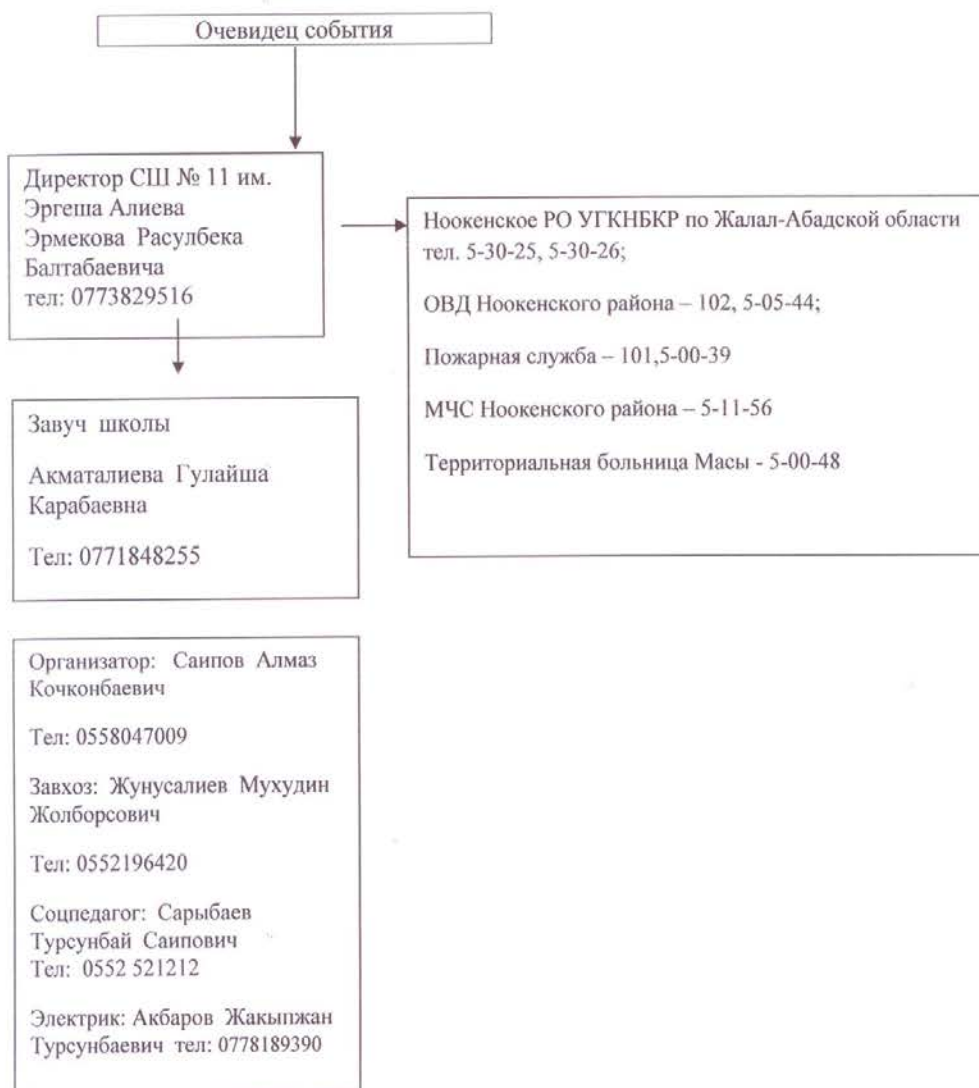 Очевидец события
Директор СШ № 11 им.
Эргеша Алиева
Эрмекова Расулбека
Балтабаевича
тел: 0773829516
Ноокенское РО УГКНБКР по Жалал-Абадской области
тел. 5-30-25, 5-30-26;
ОВД Ноокенского района – 102, 5-05-44;
Пожарная служба – 101,5-00-39
МЧС Ноокенского района – 5-11-56
Территориальная больница Масы - 5-00-48
Завуч школы
Акматалиева Гулайша
Карабаевна
Тел: 0771848255
Организатор: Саипов Алмаз
Кочконбаевич
Тел: 0558047009
Завхоз: Жунусалиев Мухудин
Жолборсович
Тел: 0552196420
Соцпедагог: Сарыбаев
Турсунбай Саипович
Тел: 0552 521212
Электрик: Акбаров Жакыпжан
Турсунбаевич тел: 0778189390